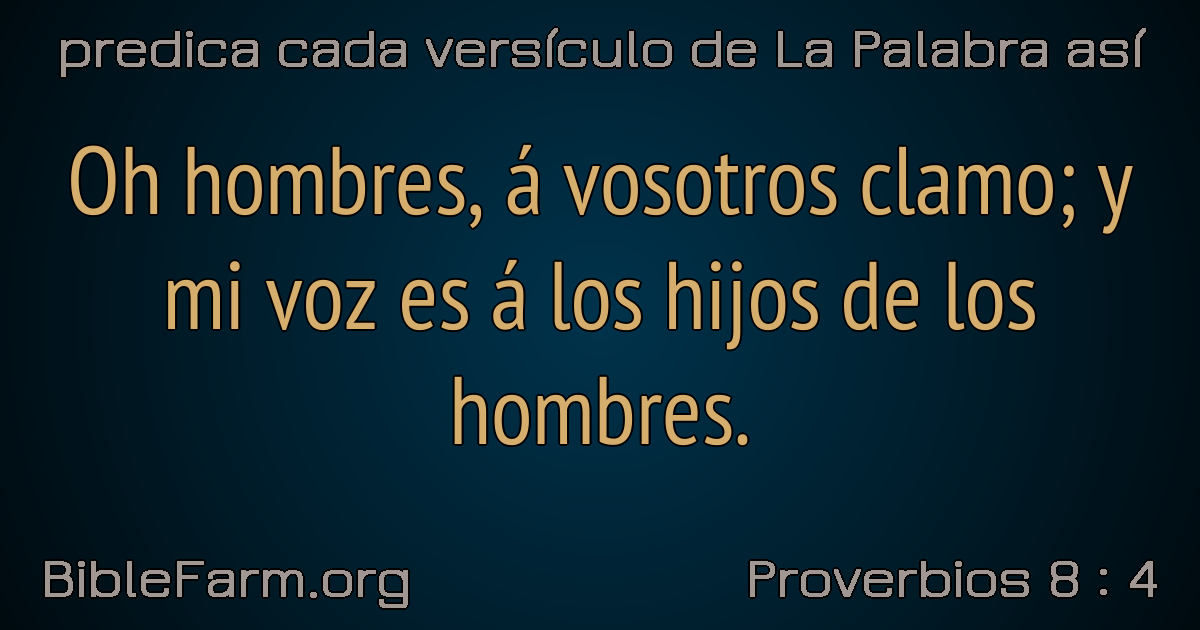 predica cada versículo de La Palabra así
Oh hombres, á vosotros clamo; y
mi voz es á los hijos de los
hombres.
BibleFarm.org
Proverbios 8 : 4